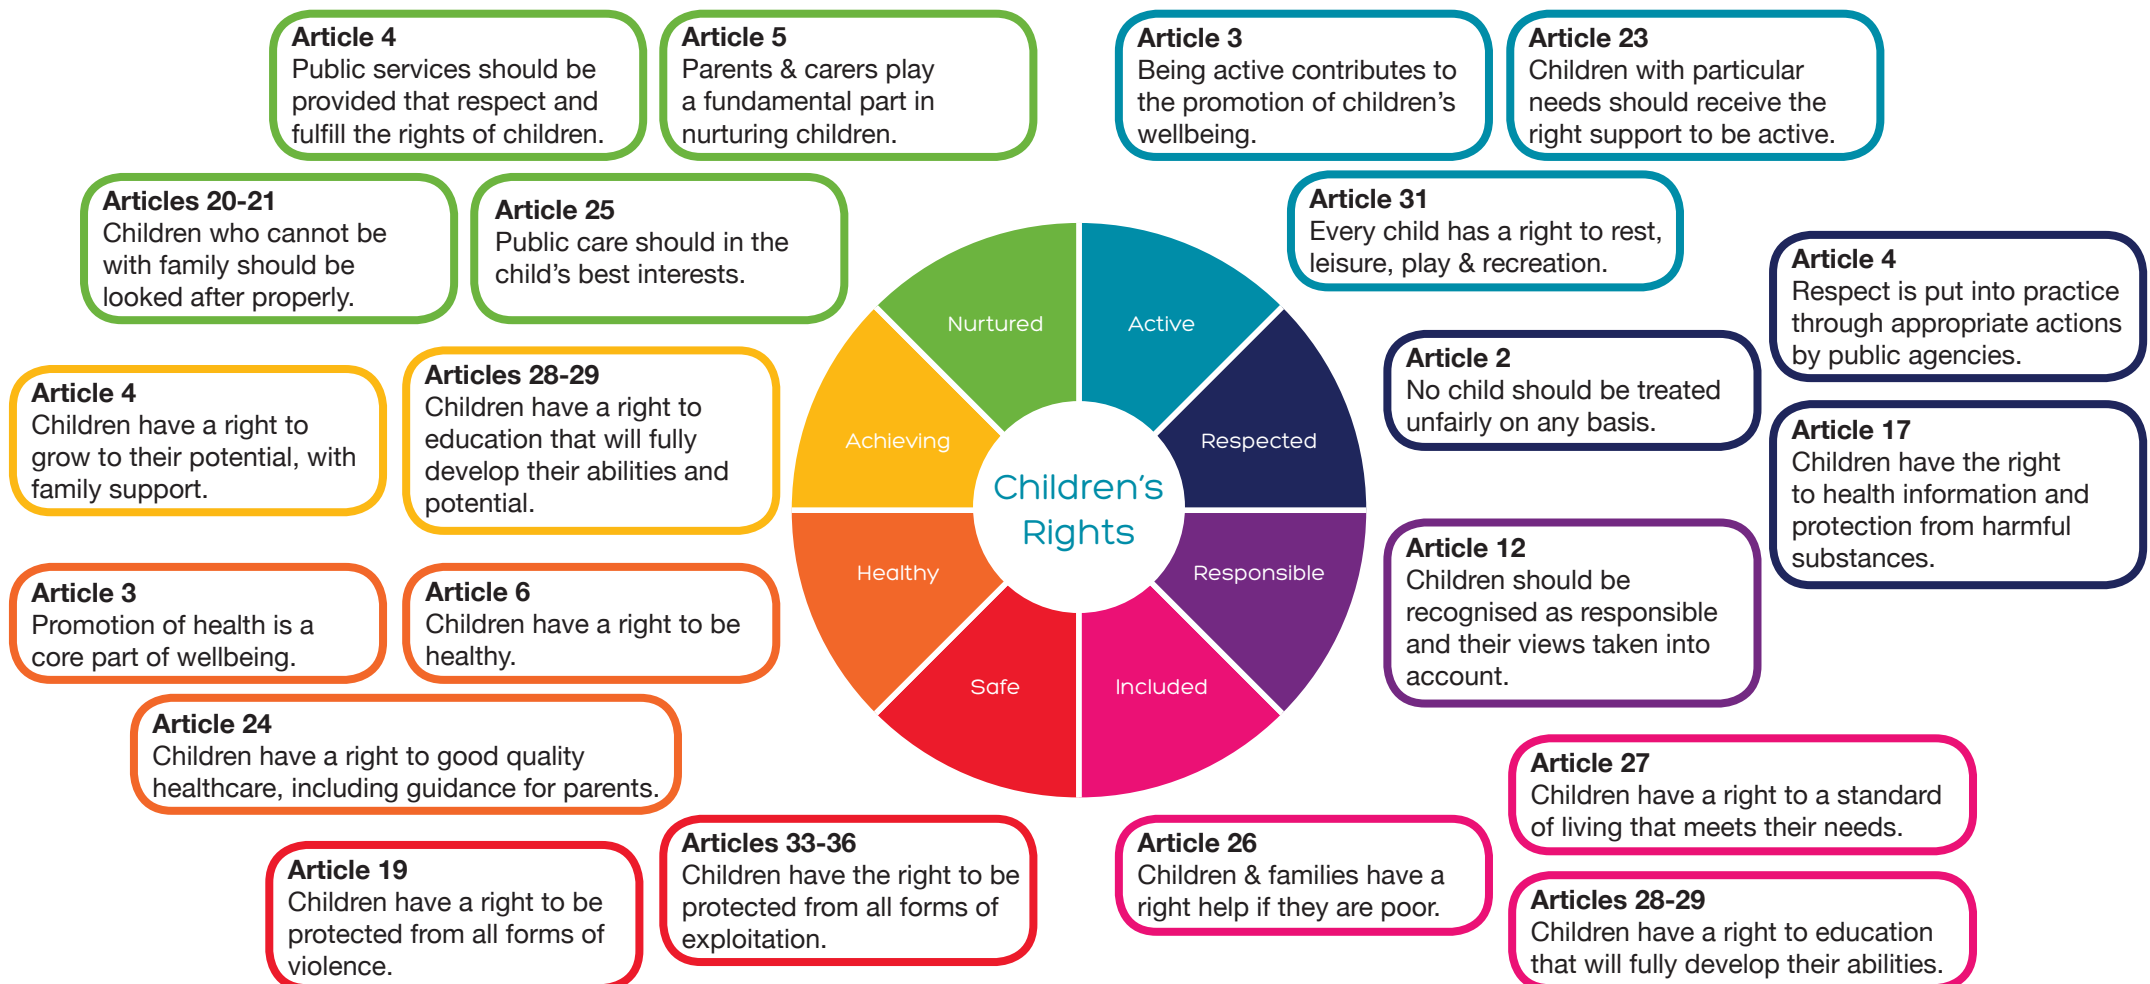 Article 4
Public services should be
provided that respect and
fulfill the rights of children.
Article 5
Parents & carers play
a fundamental part in
nurturing children.
Article 3
Being active contributes to
the promotion of children's
wellbeing.
Article 23
Children with particular
needs should receive the
right support to be active.
Articles 20-21
Children who cannot be
with family should be
looked after properly.
Article 25
Public care should in the
child's best interests.
Article 31
Every child has a right to rest,
leisure, play & recreation.
Article 4
Respect is put into practice
through appropriate actions
by public agencies.
Article 2
No child should be treated
unfairly on any basis.
Article 17
Children have the right
to health information and
protection from harmful
substances.
Article 4
Children have a right to
grow to their potential, with
family support.
Articles 28-29
Children have a right to
education that will fully
develop their abilities and
potential.
Nurtured
Active
Achieving
Respected
Children's
Rights
Healthy
Responsible
Safe
Included
Article 12
Children should be
recognised as responsible
and their views taken into
account.
Article 3
Promotion of health is a
core part of wellbeing.
Article 6
Children have a right to be
healthy.
Article 24
Children have a right to good quality
healthcare, including guidance for parents.
Article 19
Children have a right to be
protected from all forms of
violence.
Articles 33-36
Children have the right to be
protected from all forms of
exploitation.
Article 26
Children & families have a
right help if they are poor.
Article 27
Children have a right to a standard
of living that meets their needs.
Articles 28-29
Children have a right to education
that will fully develop their abilities.